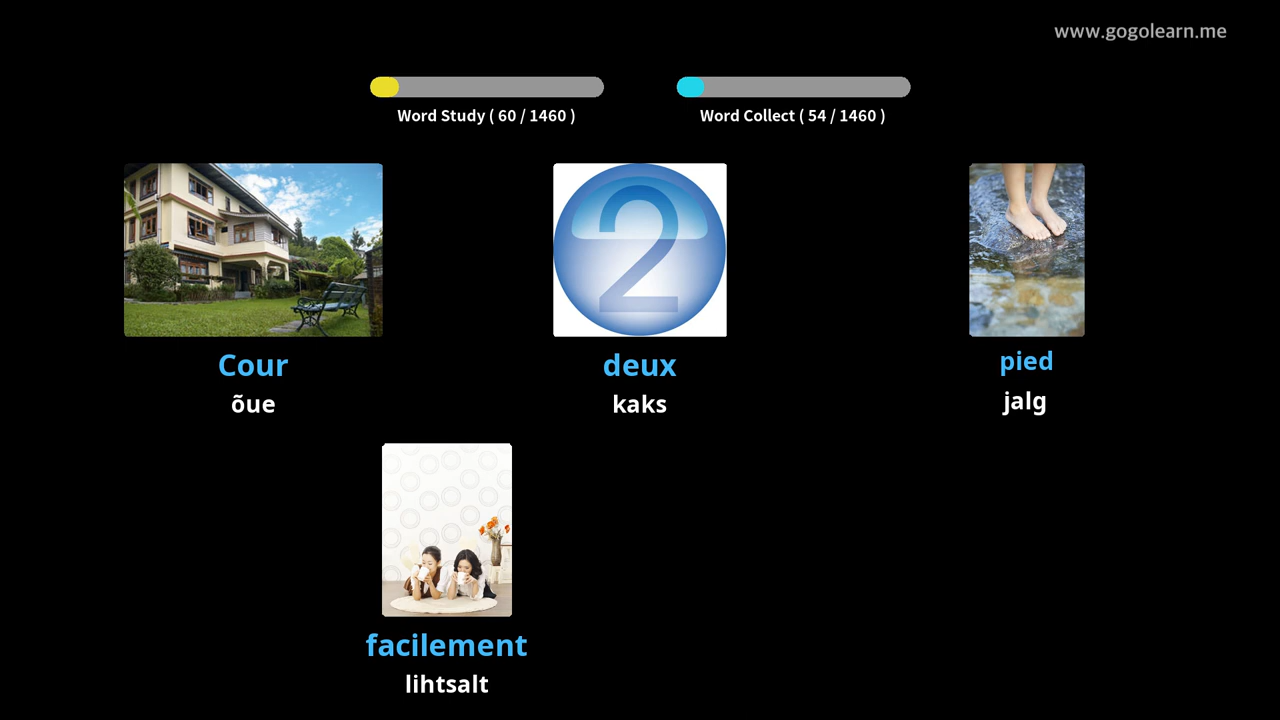 www.gogolearn.me
Word Study ( 60 / 1460 )
Word Collect ( 54 / 1460 )
2
Cour
õue
deux
kaks
pied
jalg
facilement
lihtsalt